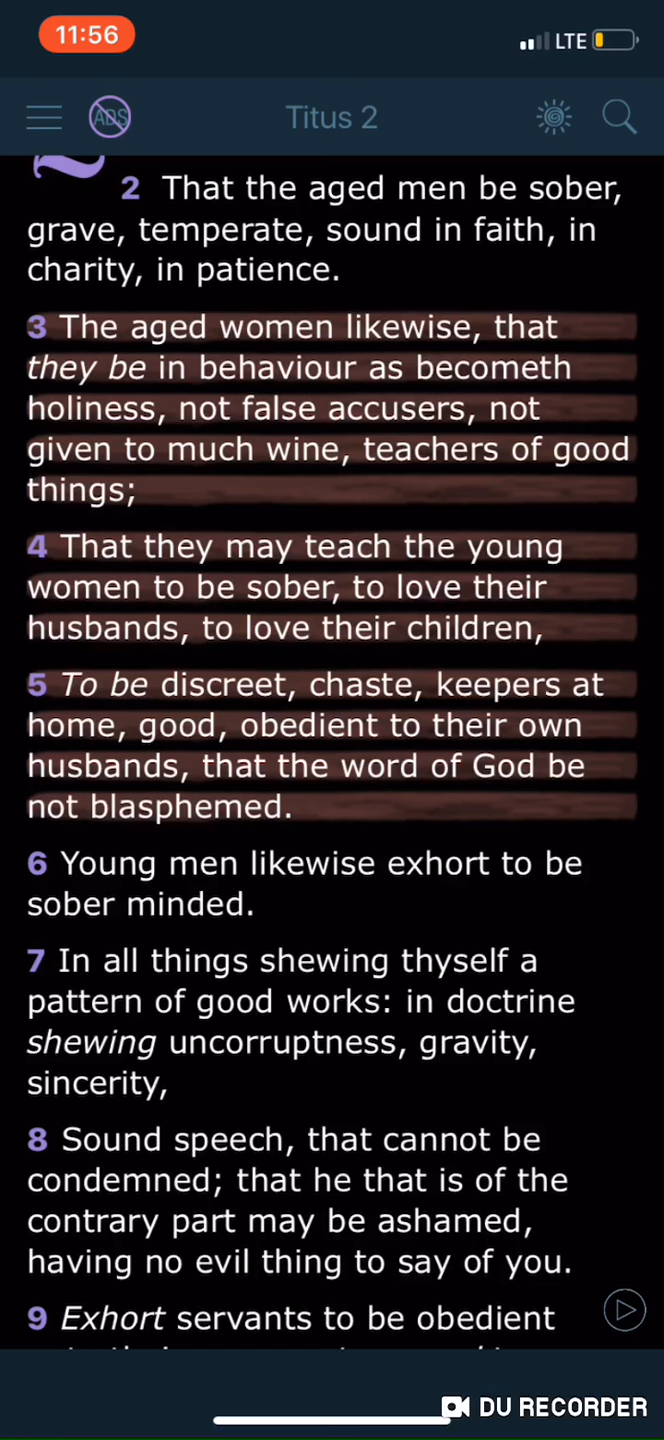 11:56
LTE
ADS
Titus 2
2 That the aged men be sober,
grave, temperate, sound in faith, in
charity, in patience.
3 The aged women likewise, that
they be in behaviour as becometh
holiness, not false accusers, not
given to much wine, teachers of good
things;
4 That they may teach the young
women to be sober, to love their
husbands, to love their children,
5 To be discreet, chaste, keepers at
home, good, obedient to their own
husbands, that the word of God be
not blasphemed.
6 Young men likewise exhort to be
sober minded.
7 In all things shewing thyself a
pattern of good works: in doctrine
shewing uncorruptness, gravity,
sincerity,
8 Sound speech, that cannot be
condemned; that he that is of the
contrary part may be ashamed,
having no evil thing to say of you.
9 Exhort servants to be obedient
DU RECORDER